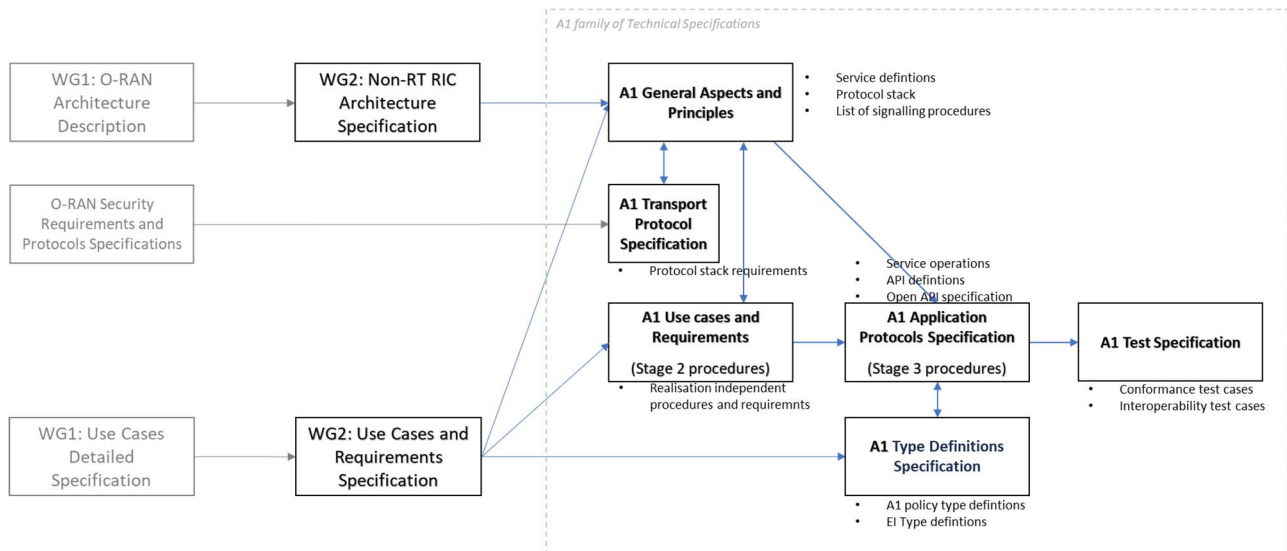 A1 family of Technical Specifications
WG1: O-RAN
Architecture
Description
WG2: Non-RT RIC
Architecture
Specification
A1 General Aspects and
Principles
• Service defintions
• Protocol stack
• List of signalling procedures
O-RAN Security
Requirements and
Protocols Specifications
A1 Transport
Protocol
Specification
• Protocol stack requirements
• Service operations
• API defintions
• Open API specification
A1 Use cases and
Requirements
(Stage 2 procedures)
• Realisation independent
procedures and requiremnts
A1 Application
Protocols Specification
(Stage 3 procedures)
A1 Test Specification
• Conformance test cases
• Interoperability test cases
WG1: Use Cases
Detailed
Specification
WG2: Use Cases and
Requirements
Specification
A1 Type Definitions
Specification
• A1 policy type defintions
• EI Type defintions